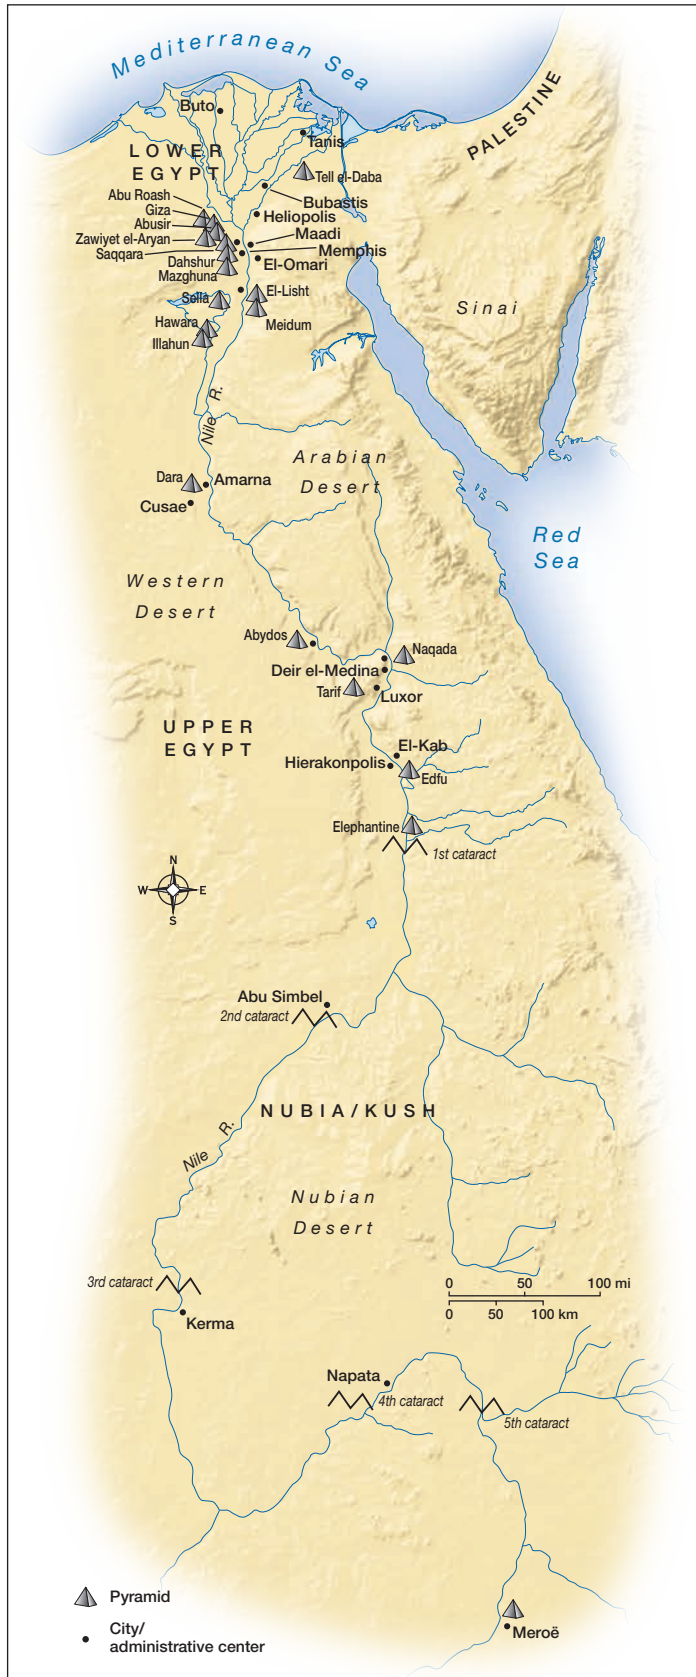 Mediterranean Sea
PALESTINE
Buto
Tanis
LOWER
EGYPT
Tell el-Daba
Abu Roash
Bubastis
Giza
Heliopolis
Abusir
Maadi
Zawiyet el-Aryan
Memphis
Saqqara
El-Omari
Dahshur
Mazghuna
El-Lisht
Seila
Sinai
Hawara
Meidum
Illahun
Nile R.
Arabian
Desert
Dara
Amarna
Cusae
Red
Sea
Western
Desert
Abydos
Naqada
Deir el-Medina
Tarif
Luxor
UPPER
EGYPT
El-Kab
Hierakonpolis
Edfu
Elephantine
1st cataract
N
W
E
S
Abu Simbel
2nd cataract
NUBIA/KUSH
Nile R.
Nubian
Desert
3rd cataract
0 50 100 mi
0 50 100 km
Kerma
Napata
4th cataract
5th cataract
Pyramid
City/
administrative center
Meroë